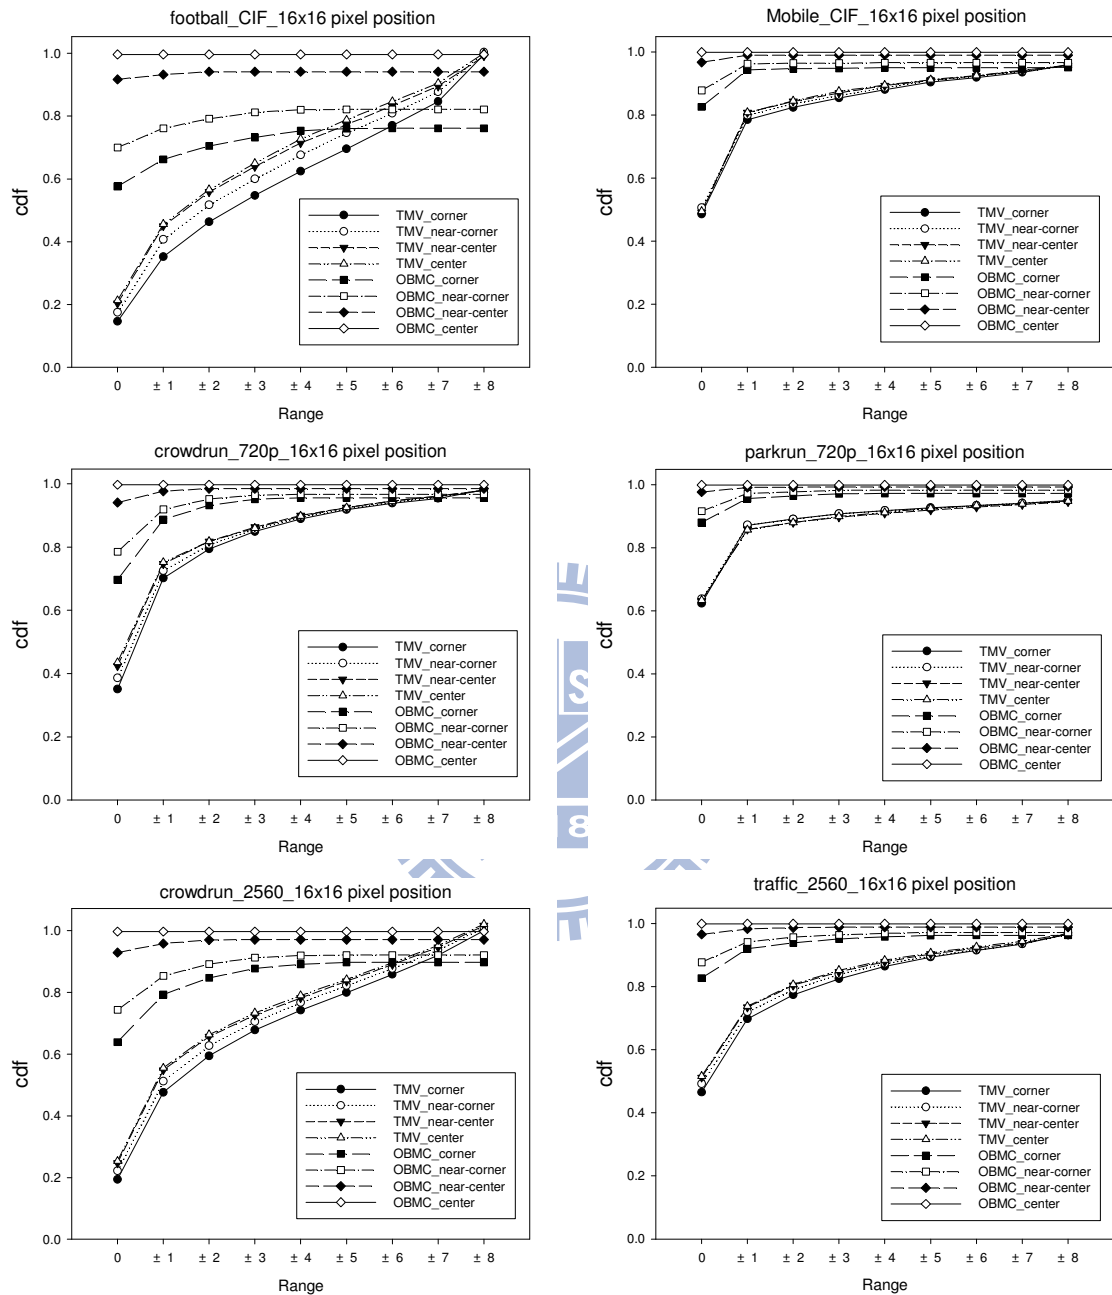 football_CIF_16x16 pixel position
cdf
1.0
0.8
0.6
0.4
0.2
0.0
TMV_corner
TMV_near-corner
TMV_near-center
TMV_center
OBMC_corner
OBMC_near-corner
OBMC_near-center
OBMC_center
0 ± 1 ± 2 ± 3 ± 4 ± 5 ± 6 ± 7 ± 8
Range
Mobile_CIF_16x16 pixel position
cdf
1.0
0.8
0.6
0.4
0.2
0.0
TMV_corner
TMV_near-corner
TMV_near-center
TMV_center
OBMC_corner
OBMC_near-corner
OBMC_near-center
OBMC_center
0 ± 1 ± 2 ± 3 ± 4 ± 5 ± 6 ± 7 ± 8
Range
crowdrun_720p_16x16 pixel position
cdf
1.0
0.8
0.6
0.4
0.2
0.0
TMV_corner
TMV_near-corner
TMV_near-center
TMV_center
OBMC_corner
OBMC_near-corner
OBMC_near-center
OBMC_center
0 ± 1 ± 2 ± 3 ± 4 ± 5 ± 6 ± 7 ± 8
Range
parkrun_720p_16x16 pixel position
cdf
1.0
0.8
0.6
0.4
0.2
0.0
TMV_corner
TMV_near-corner
TMV_near-center
TMV_center
OBMC_corner
OBMC_near-corner
OBMC_near-center
OBMC_center
0 ± 1 ± 2 ± 3 ± 4 ± 5 ± 6 ± 7 ± 8
Range
crowdrun_2560_16x16 pixel position
cdf
1.0
0.8
0.6
0.4
0.2
0.0
TMV_corner
TMV_near-corner
TMV_near-center
TMV_center
OBMC_corner
OBMC_near-corner
OBMC_near-center
OBMC_center
0 ± 1 ± 2 ± 3 ± 4 ± 5 ± 6 ± 7 ± 8
Range
traffic_2560_16x16 pixel position
cdf
1.0
0.8
0.6
0.4
0.2
0.0
TMV_corner
TMV_near-corner
TMV_near-center
TMV_center
OBMC_corner
OBMC_near-corner
OBMC_near-center
OBMC_center
0 ± 1 ± 2 ± 3 ± 4 ± 5 ± 6 ± 7 ± 8
Range